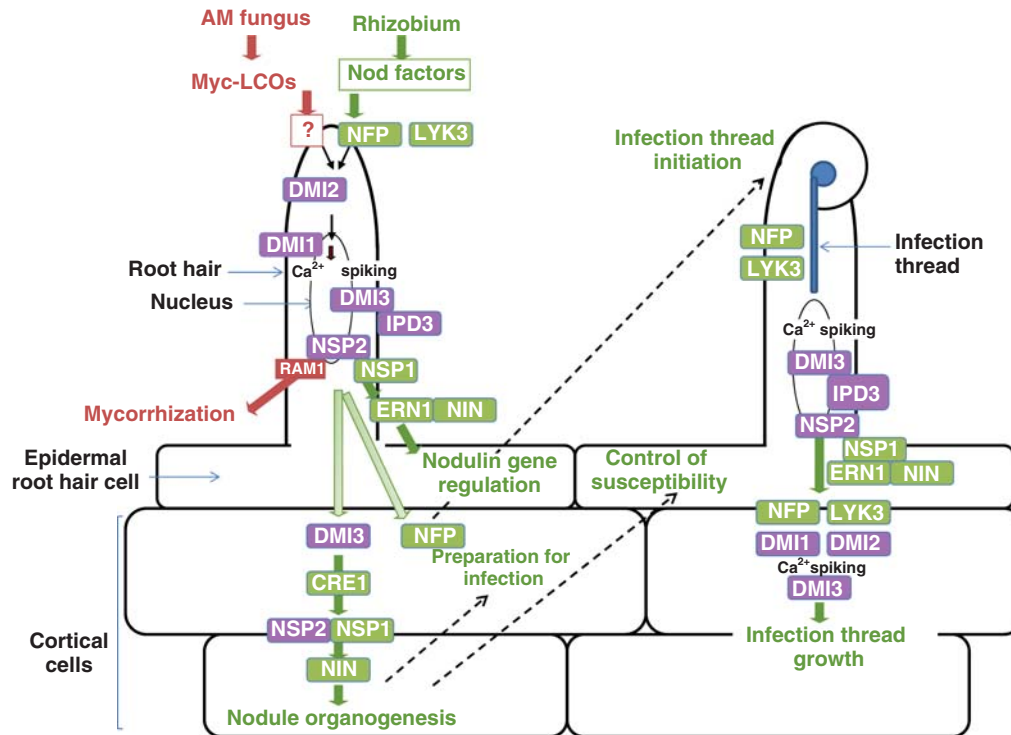 AM fungus
Rhizobium
Myc-LCOs
Nod factors
?
NFP
LYK3
DMI2
DMI1
Ca2+ spiking
Root hair
Nucleus
DMI3
IPD3
NSP2
RAM1
NSP1
Mycorrhization
ERN1
NIN
Epidermal
root hair cell
Nodulin gene
regulation
DMI3
NFP
Preparation for
infection
CRE1
Cortical
cells
NSP2
NSP1
NIN
Nodule organogenesis
Infection thread
initiation
NFP
LYK3
Infection
thread
Ca2+ spiking
DMI3
IPD3
NSP2
NSP1
ERN1
NIN
Control of
susceptibility
NFP
LYK3
DMI1
DMI2
Ca2+spiking
DMI3
Infection thread
growth